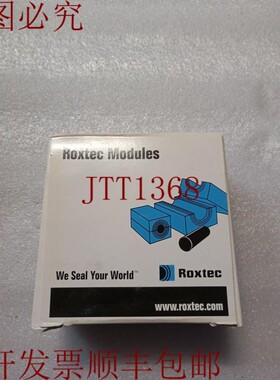 图必究
Roxtec Modules
JTT1368
We Seal Your World™
Roxtec
www.roxtec.com
开发票顺丰包邮